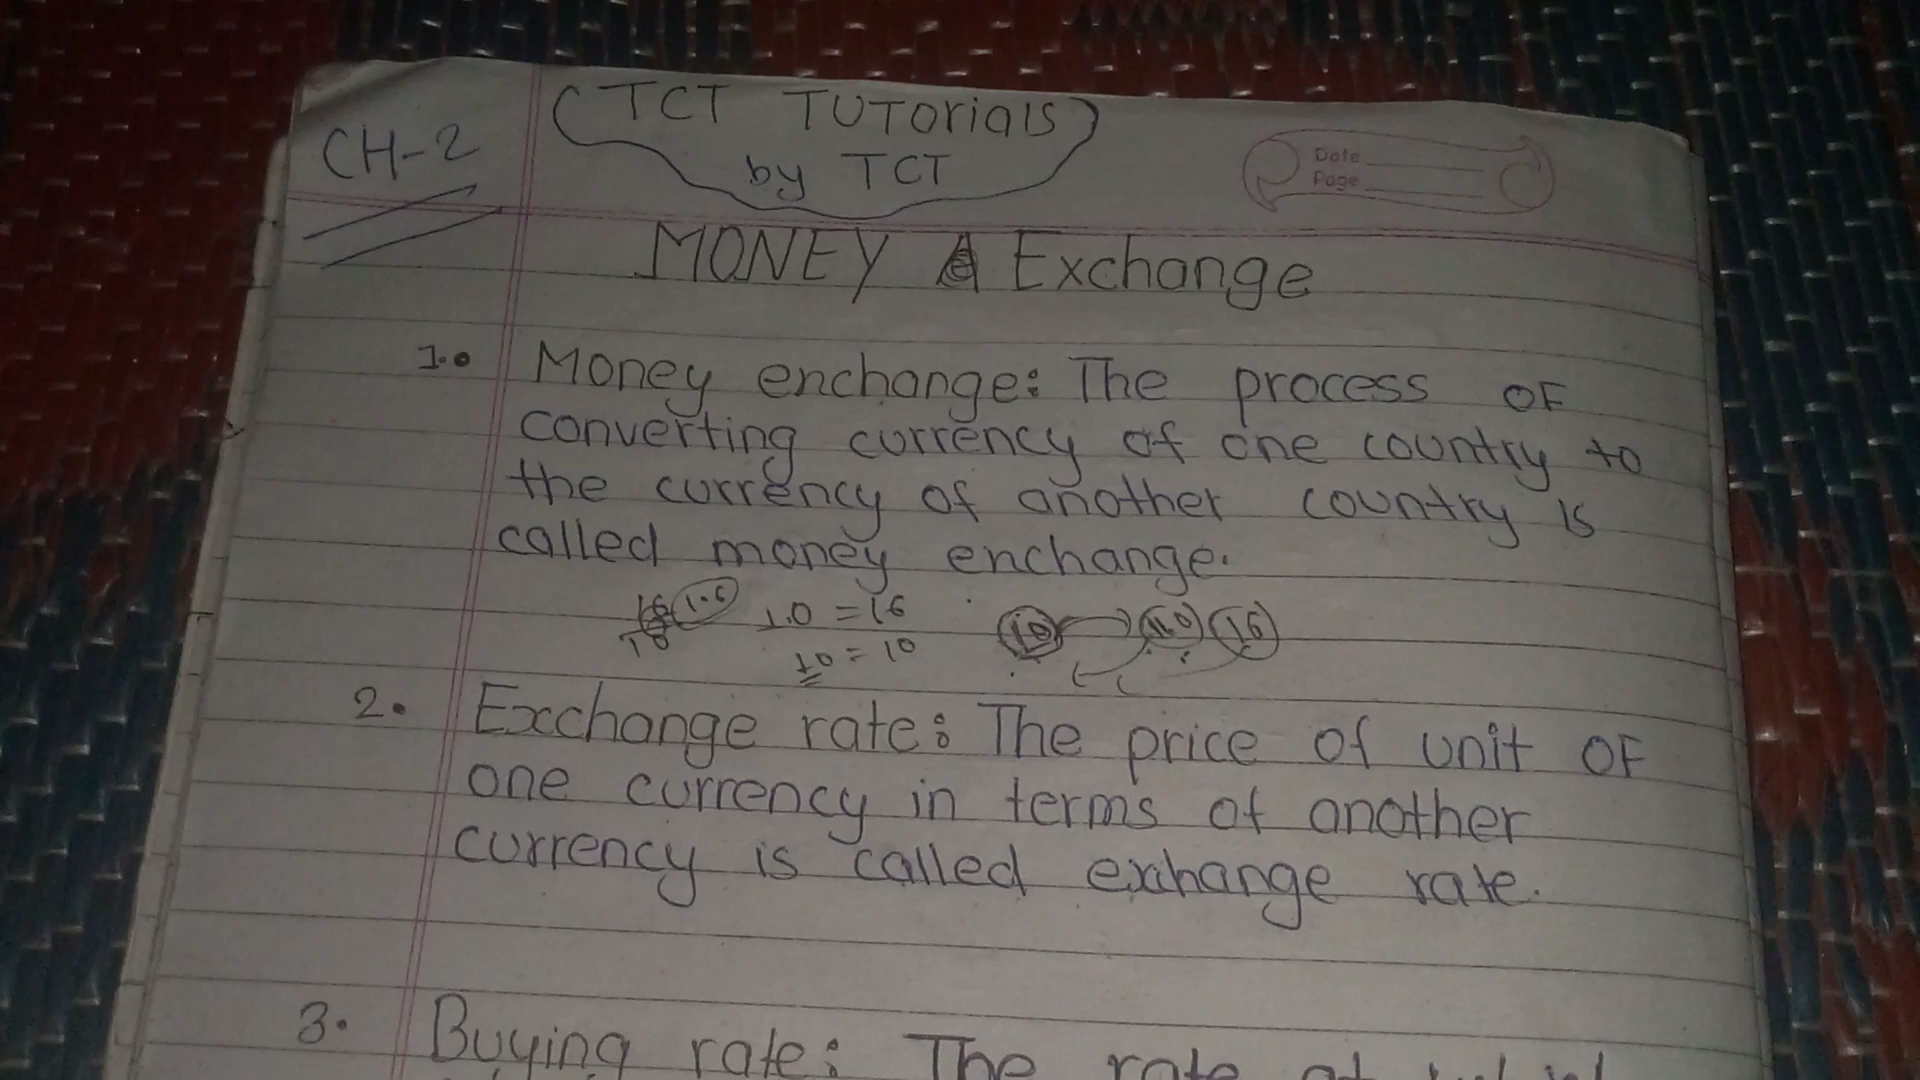 CH-2
TCT TUTorials
by TCT
Date
Page
MONEY Exchange
1. Money enchange: The process OF
converting currency of one country to
the currency of another country is
called money enchange.
1.0 = 16
10 = 10
2. Exchange rate: The price of unit OF
one currency in terms of another
currency is called exchange rate.
3. Buying rate: The rate at